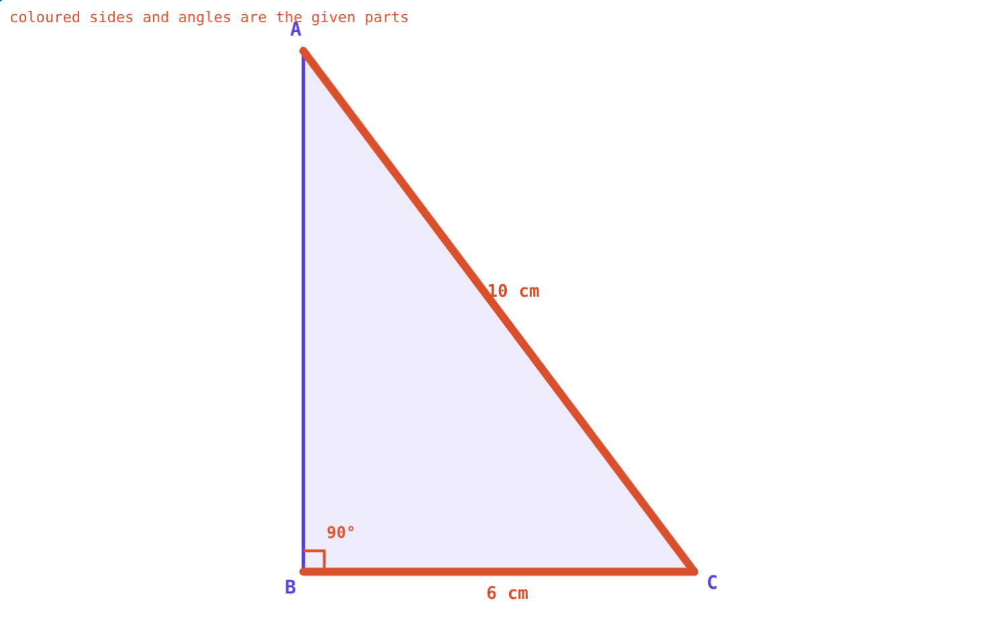 coloured sides and angles are the given parts
A
10 cm
90°
B
C
6 cm